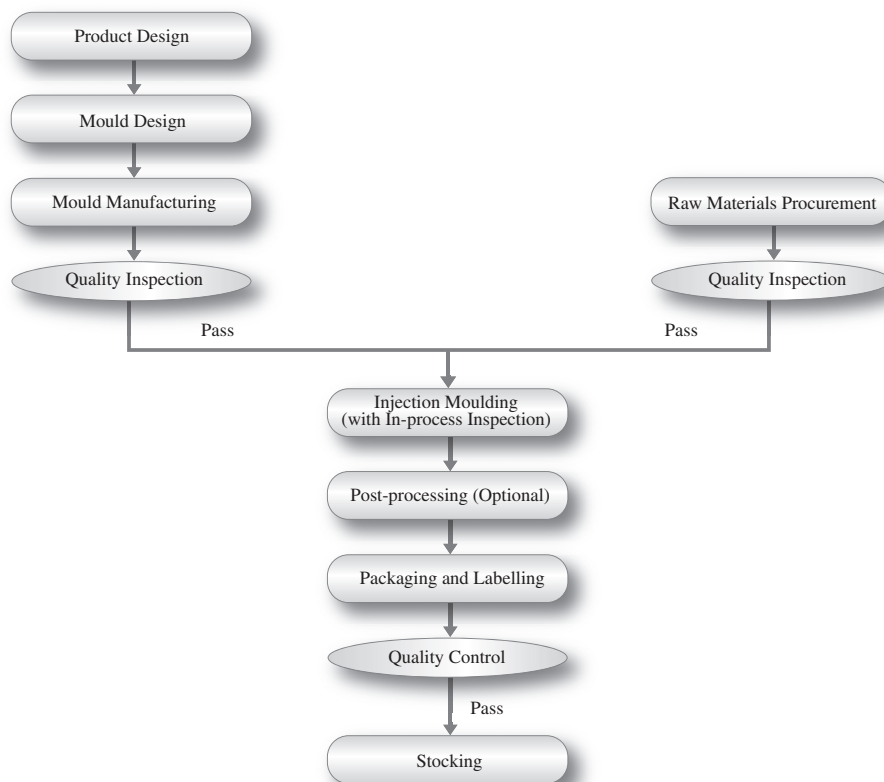 Product Design
Mould Design
Mould Manufacturing
Quality Inspection
Pass
Raw Materials Procurement
Quality Inspection
Pass
Injection Moulding
(with In-process Inspection)
Post-processing (Optional)
Packaging and Labelling
Quality Control
Pass
Stocking